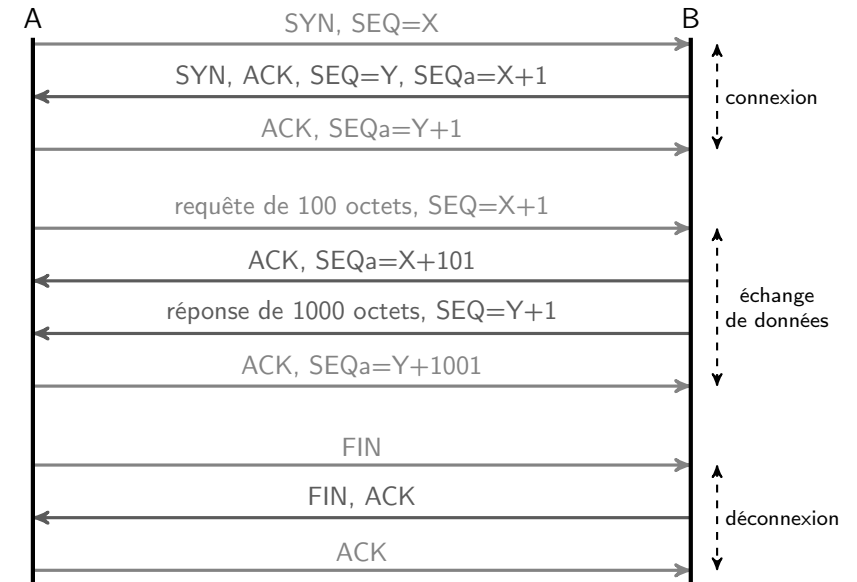 A
B
SYN, SEQ=X
SYN, ACK, SEQ=Y, SEQa=X+1
connexion
ACK, SEQa=Y+1
requête de 100 octets, SEQ=X+1
ACK, SEQa=X+101
échange
de données
réponse de 1000 octets, SEQ=Y+1
ACK, SEQa=Y+1001
FIN
FIN, ACK
déconnexion
ACK